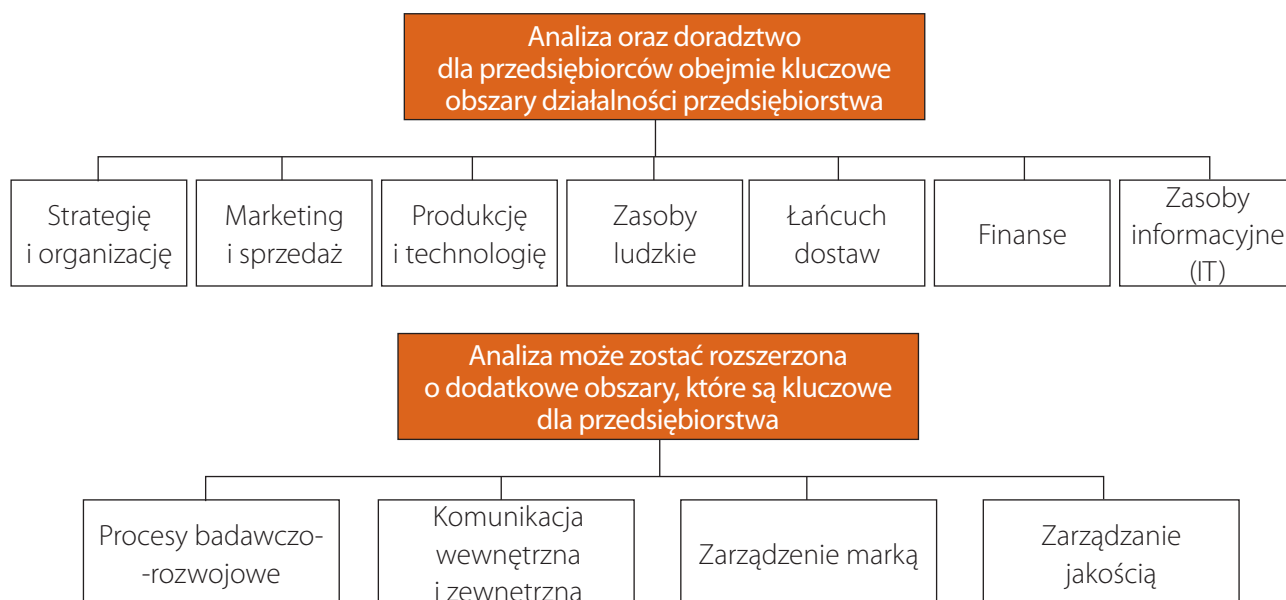 Analiza oraz doradztwo
dla przedsiębiorców obejmie kluczowe
obszary działalności przedsiębiorstwa
Strategię
i organizację
Marketing
i sprzedaż
Produkcję
i technologię
Zasoby
ludzkie
Łańcuch
dostaw
Finanse
Zasoby
informacyjne
(IT)
Analiza może zostać rozszerzona
o dodatkowe obszary, które są kluczowe
dla przedsiębiorstwa
Procesy badawczo-
-rozwojowe
Komunikacja
wewnętrzna
i zewnętrzna
Zarządzenie marką
Zarządzanie
jakością